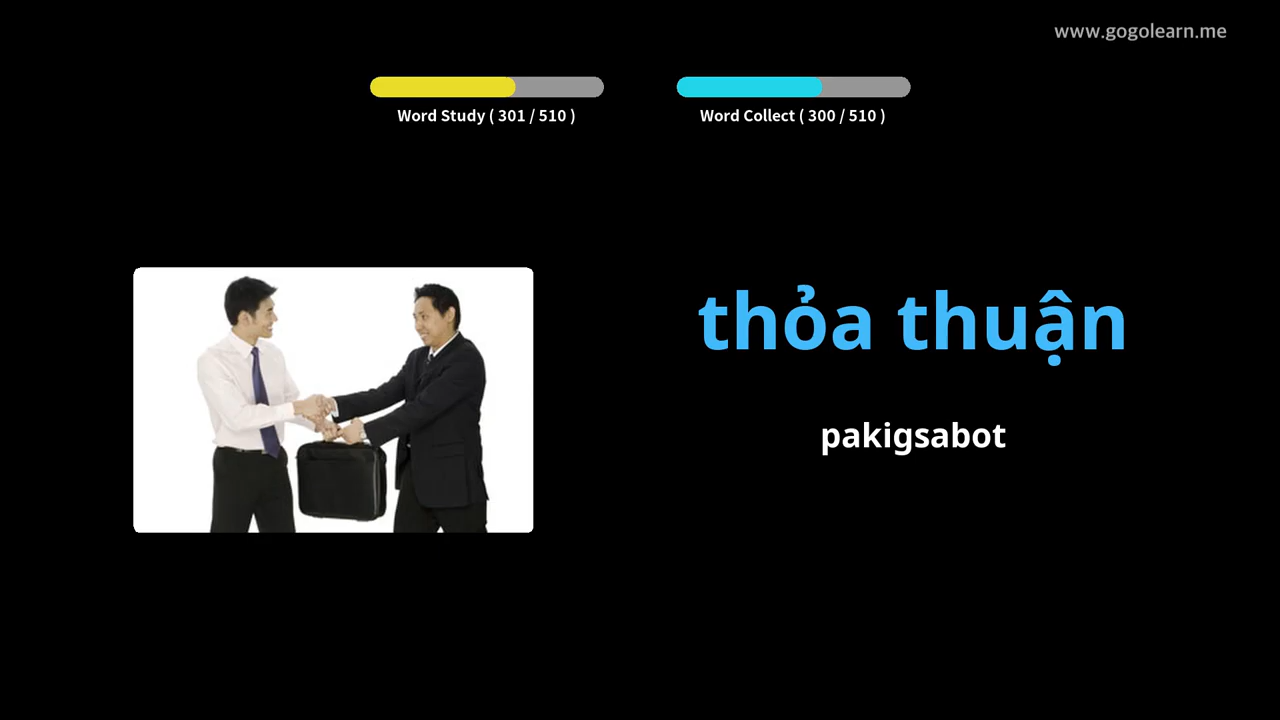 www.gogolearn.me
Word Study ( 301 / 510 )
Word Collect ( 300 / 510 )
thỏa thuận
pakigsabot